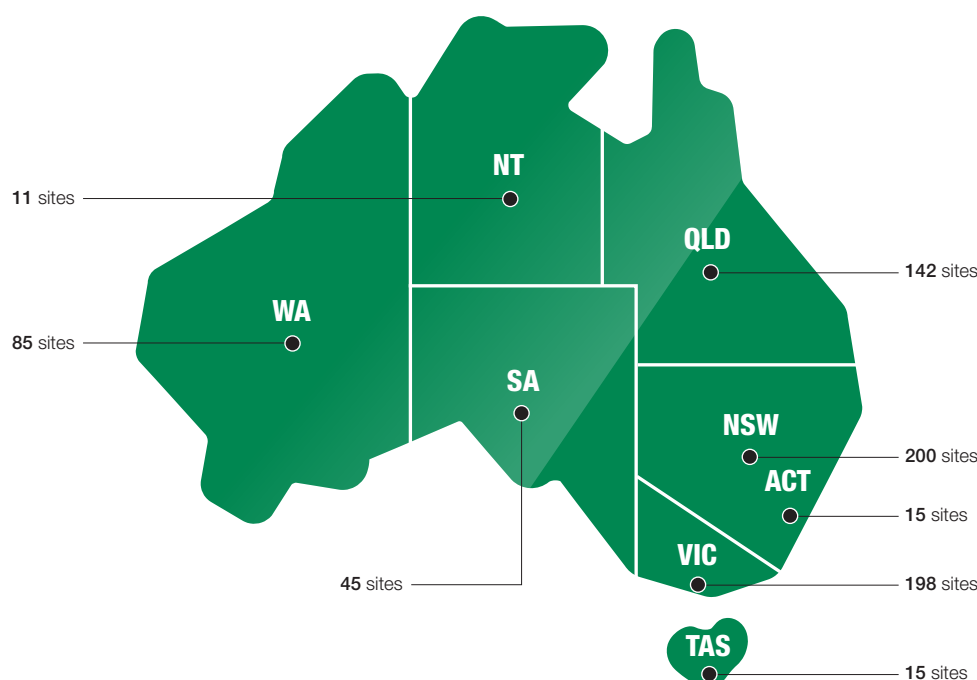 NT
11 sites
QLD
142 sites
WA
85 sites
SA
NSW
200 sites
ACT
15 sites
VIC
45 sites
198 sites
TAS
15 sites